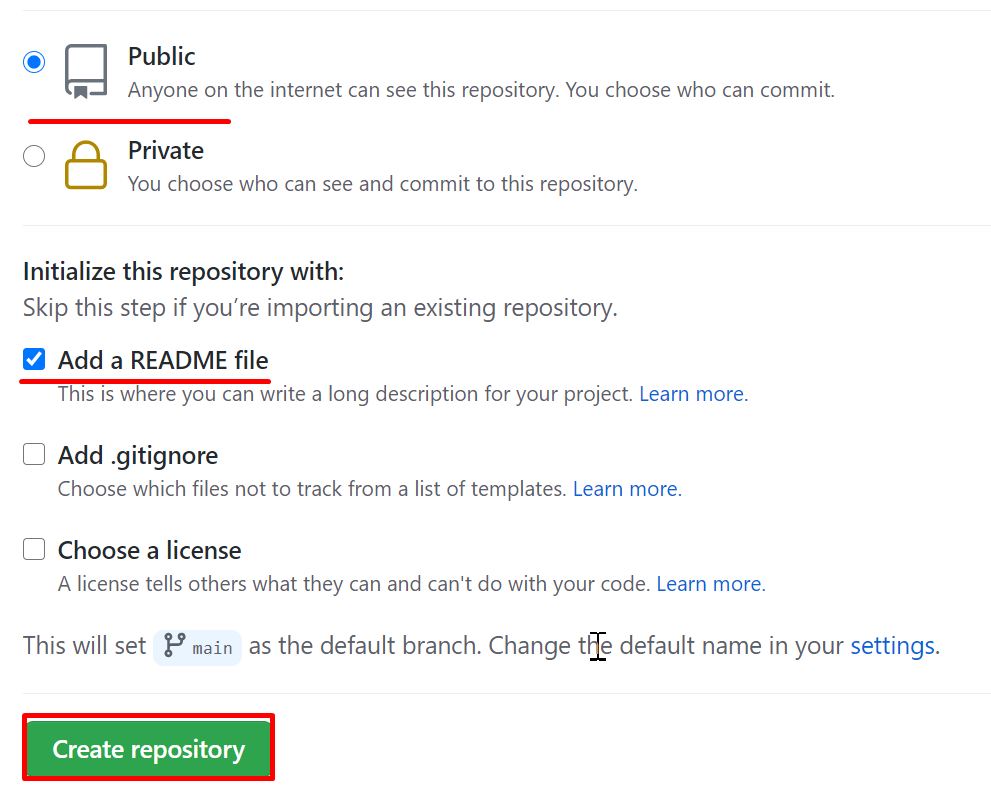 Public
Anyone on the internet can see this repository. You choose who can commit.
Private
You choose who can see and commit to this repository.
Initialize this repository with:
Skip this step if you’re importing an existing repository.
Add a README file
This is where you can write a long description for your project. Learn more.
Add .gitignore
Choose which files not to track from a list of templates. Learn more.
Choose a license
A license tells others what they can and can't do with your code. Learn more.
This will set main as the default branch. Change the default name in your settings.
Create repository